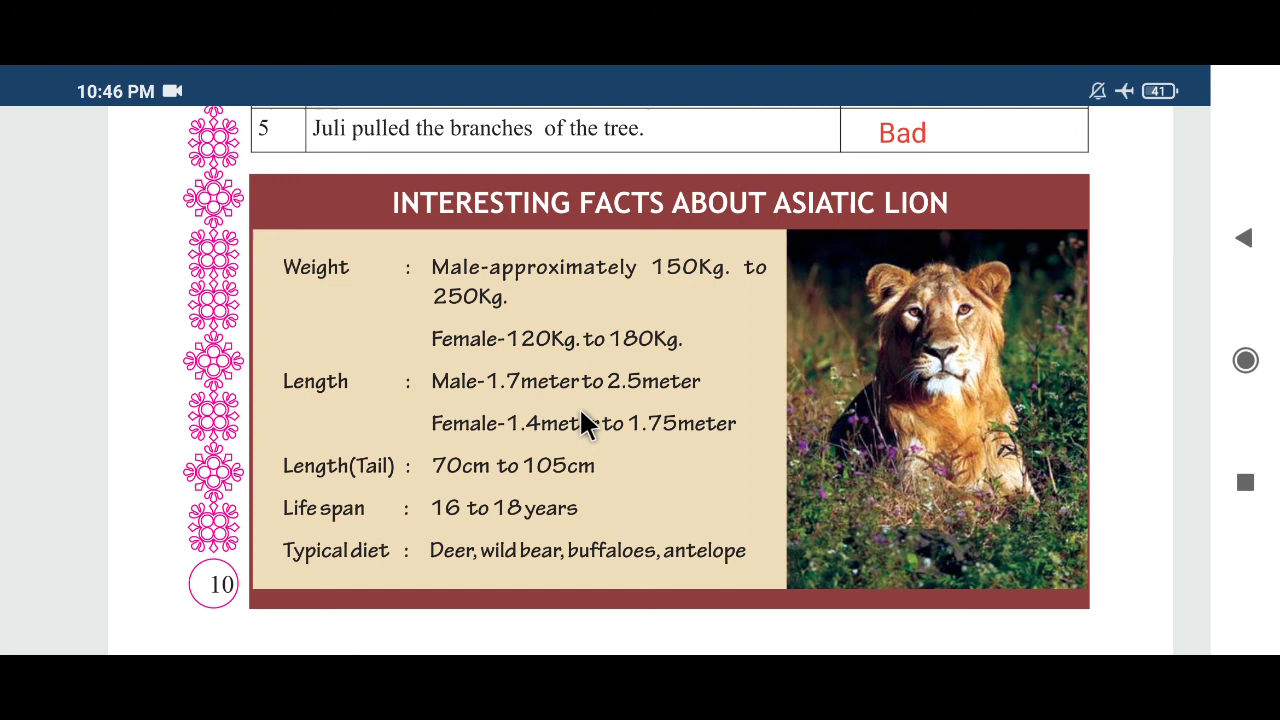 10:46 PM
41
5 Juli pulled the branches of the tree. Bad
INTERESTING FACTS ABOUT ASIATIC LION
Weight : Male-approximately 150Kg. to
250Kg.
Female-120Kg. to 180Kg.
Length : Male-1.7meter to 2.5meter
Female-1.4meter to 1.75meter
Length(Tail) : 70cm to 105cm
Life span : 16 to 18 years
Typical diet : Deer, wild bear, buffaloes, antelope
10